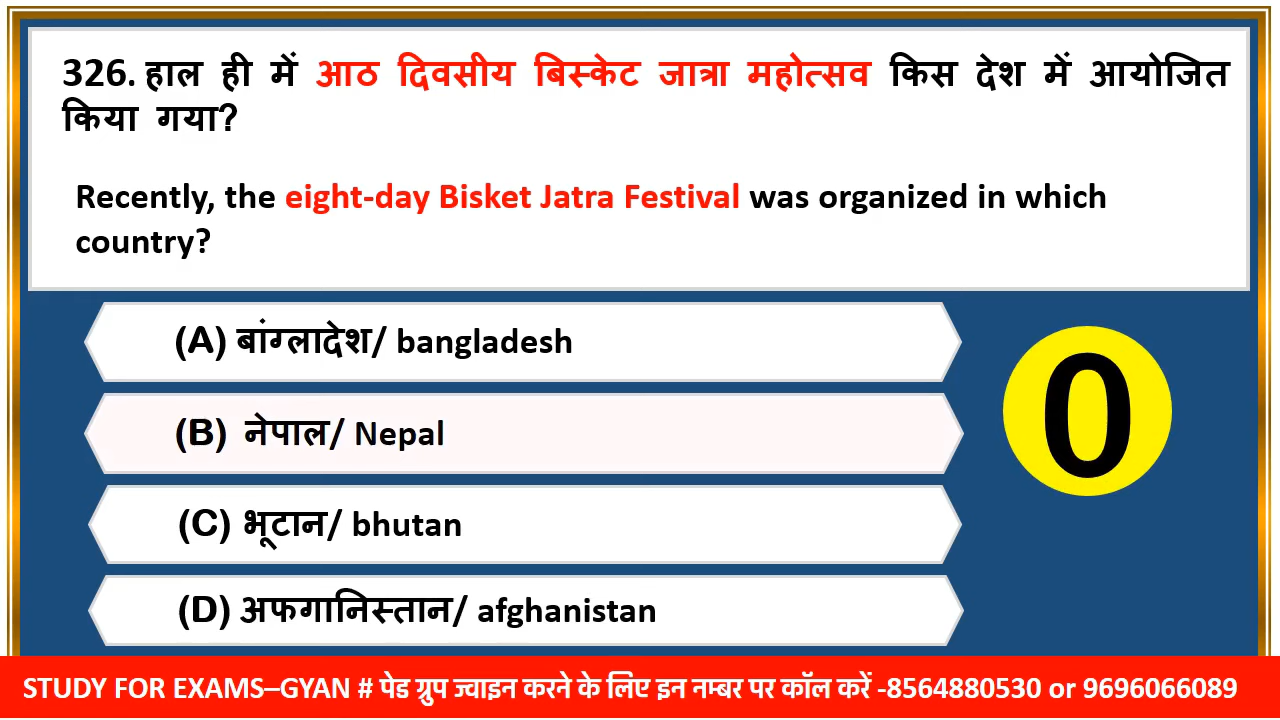 326. हाल ही में आठ दिवसीय बिस्केट जात्रा महोत्सव किस देश में आयोजित
किया गया?
Recently, the eight-day Bisket Jatra Festival was organized in which
country?
(A) बांग्लादेश/ bangladesh
(B) नेपाल/ Nepal
(C) भूटान/ bhutan
(D) अफगानिस्तान/ afghanistan
0
STUDY FOR EXAMS–GYAN # पेड ग्रुप ज्वाइन करने के लिए इन नम्बर पर कॉल करें -8564880530 or 9696066089